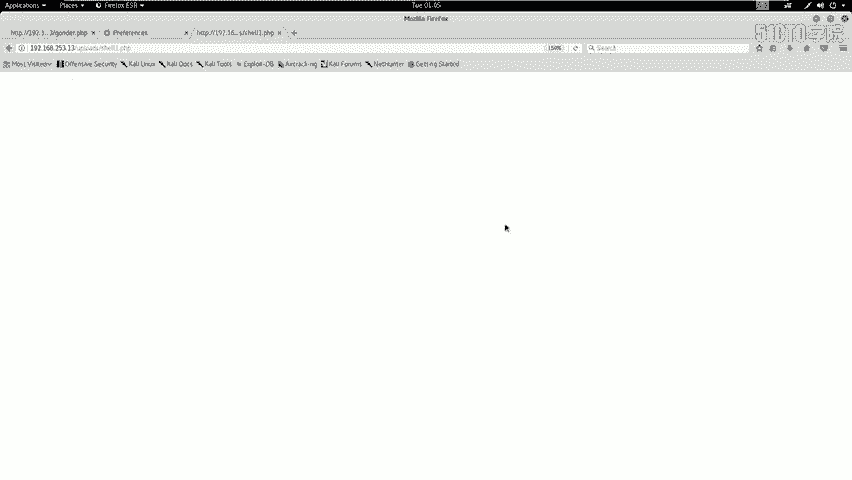 Applications Places Firefox ESR Tue 01:05
Mozilla Firefox
http://192.1...3/gonder.php Preferences http://192.16...s/shell1.php
192.168.253.13/uploads/shell1.php 150% Search
Most Visited Offensive Security Kali Linux Kali Docs Kali Tools Exploit-DB Aircrack-ng Kali Forums NetHunter Getting Started
51CTO学院